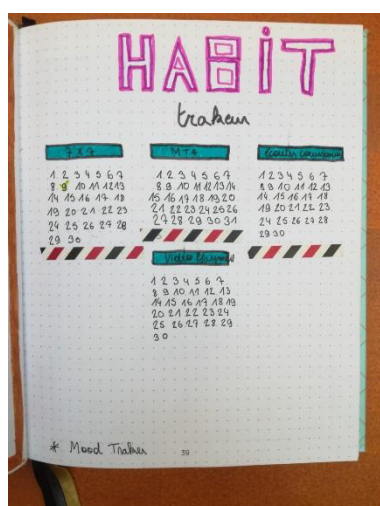 HABİT
trakeur
7x7
1 2 3 4 5 6 7
8 9 10 11 12 13
14 15 16 17 18
19 20 21 22 23
24 25 26 27 28
29 30
1 2 3 4 5 6 7
8 9 10 11 12 13 14
15 16 17 18 19 20
21 22 23 24 25 26
27 28 29 30 31
Ecouter
1 2 3 4 5 6 7
8 9 10 11 12 13
14 15 16 17 18
19 20 21 22 23
24 25 26 27 28
29 30
Vidéo
1 2 3 4 5 6 7
8 9 10 11 12 13
14 15 16 17 18 19
20 21 22 23 24
25 26 27 28 29
30
* Mood Traker
39